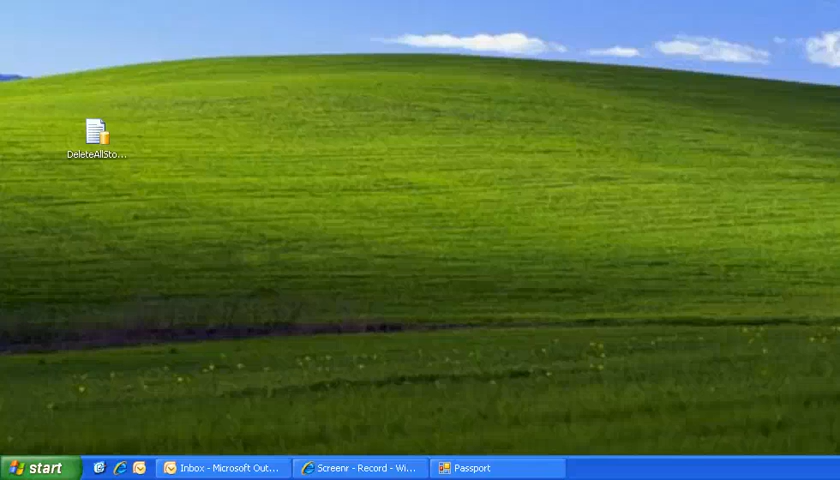 DeleteAllSto...
start
Inbox - Microsoft Out...
Screenr - Record - Wi...
Passport